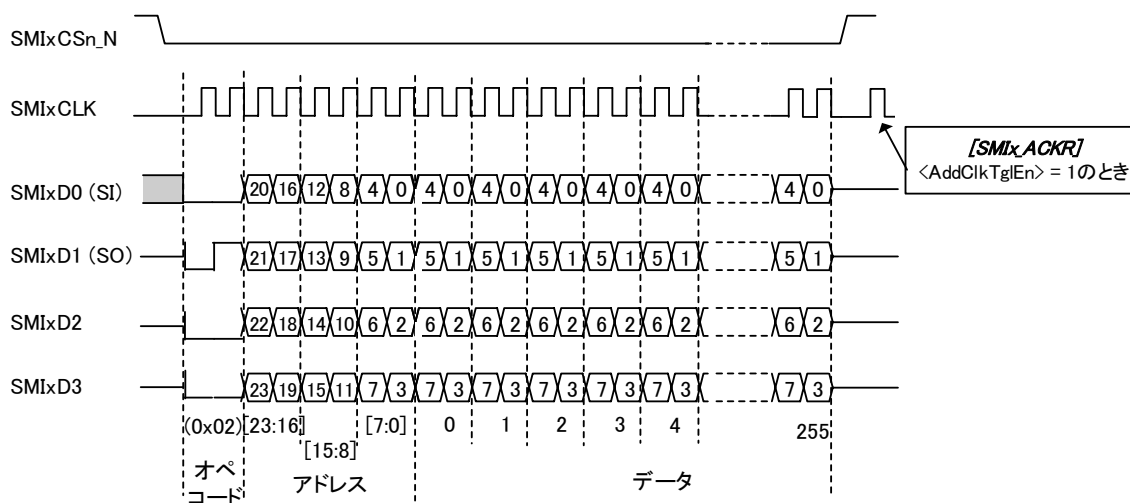 SMIxCSn_N
SMIxCLK
[SMIx_ACKR]
<AddClkTglEn> = 1のとき
SMIxD0 (SI)
20 16 12 8 4 0 4 0 4 0 4 0 4 0 4 0 4 0
SMIxD1 (SO)
21 17 13 9 5 1 5 1 5 1 5 1 5 1 5 1 5 1
SMIxD2
22 18 14 10 6 2 6 2 6 2 6 2 6 2 6 2 6 2
SMIxD3
23 19 15 11 7 3 7 3 7 3 7 3 7 3 7 3 7 3
(0x02) [23:16] [7:0] 0 1 2 3 4 255
[15:8]
オペ
コード
アドレス
データ